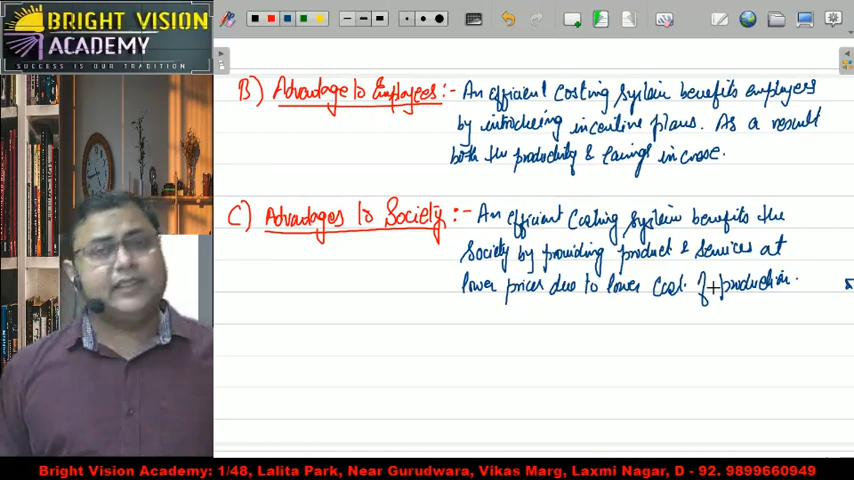 BRIGHT VISION
ACADEMY
SUCCESS IS OUR TRADITION
B) Advantage to Employees :- An efficient costing system benefits employees
by introducing incentive plans. As a result
both the productivity & earnings increase.
C) Advantages to Society :- An efficient costing system benefits the
society by providing product & services at
lower prices due to lower cost of production.
Bright Vision Academy: 1/48, Lalita Park, Near Gurudwara, Vikas Marg, Laxmi Nagar, D - 92. 9899660949